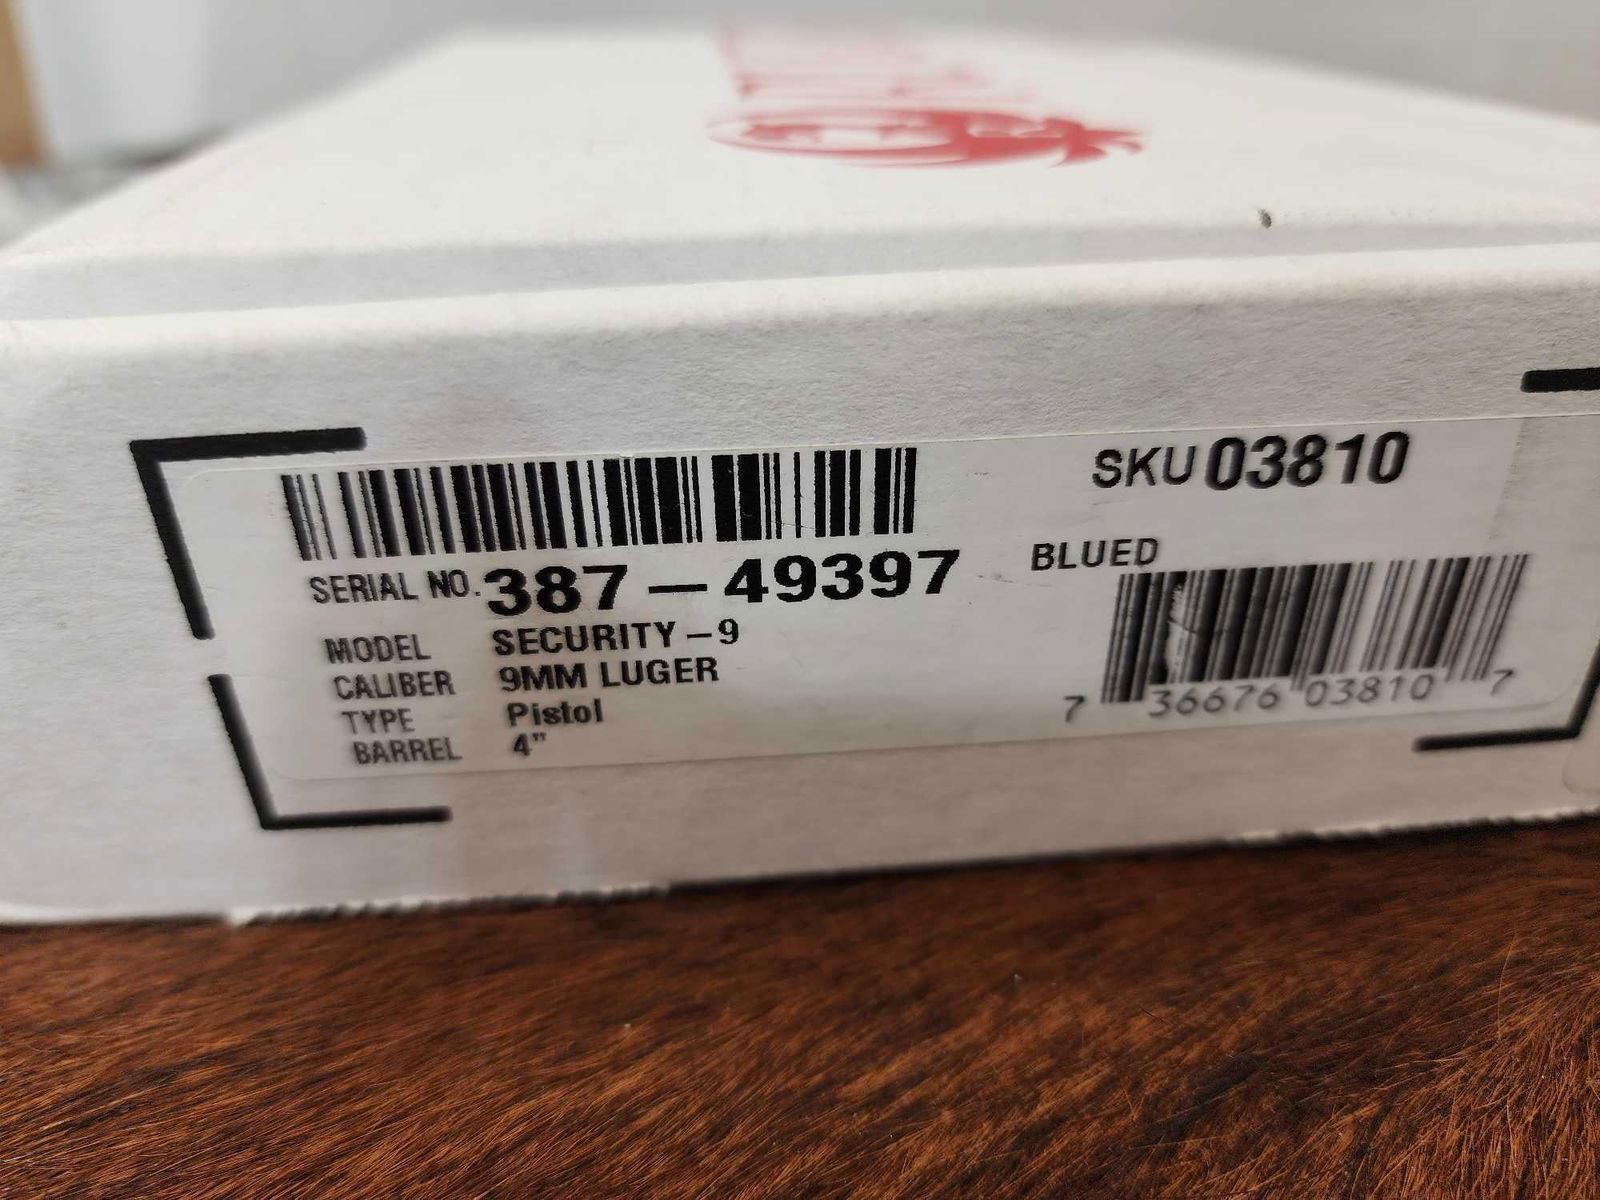 SKU 03810
SERIAL NO. 387-49397
BLUED
MODEL SECURITY-9
CALIBER 9MM LUGER
TYPE Pistol
BARREL 4"
7 36676 03810 7